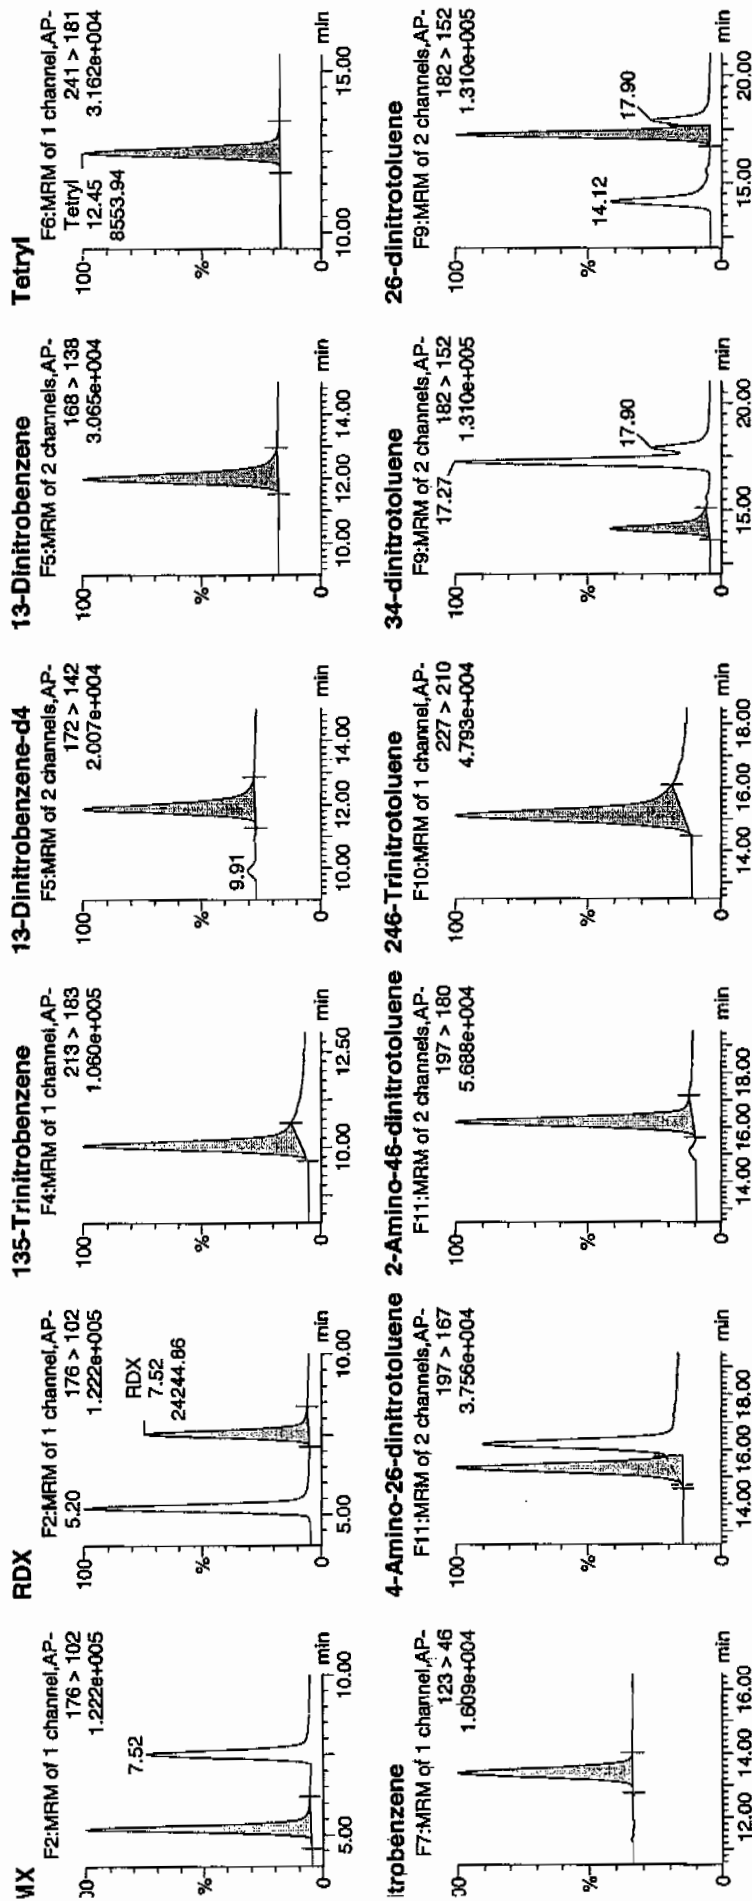 MX
F2:MRM of 1 channel,AP-
176 > 102
1.222e+005
7.52
%
0
5.00
10.00
min
RDX
F2:MRM of 1 channel,AP-
176 > 102
1.222e+005
100
5.20
RDX
7.52
24244.86
%
0
5.00
10.00
min
135-Trinitrobenzene
F4:MRM of 1 channel,AP-
213 > 183
1.060e+005
100
%
0
10.00
12.50
min
13-Dinitrobenzene-d4
F5:MRM of 2 channels,AP-
172 > 142
2.007e+004
100
9.91
%
0
10.00
12.00
14.00
min
13-Dinitrobenzene
F5:MRM of 2 channels,AP-
168 > 138
3.065e+004
100
%
0
10.00
12.00
14.00
min
Tetryl
F6:MRM of 1 channel,AP-
241 > 181
3.162e+004
100
Tetryl
12.45
8553.94
%
0
10.00
15.00
min
itrobenzene
F7:MRM of 1 channel,AP-
123 > 46
1.609e+004
00
%
0
12.00
14.00
16.00
min
4-Amino-26-dinitrotoluene
F11:MRM of 2 channels,AP-
197 > 167
3.756e+004
100
%
0
14.00
16.00
18.00
min
2-Amino-46-dinitrotoluene
F11:MRM of 2 channels,AP-
197 > 180
5.688e+004
100
%
0
14.00
16.00
18.00
min
246-Trinitrotoluene
F10:MRM of 1 channel,AP-
227 > 210
4.793e+004
100
%
0
14.00
16.00
18.00
min
34-dinitrotoluene
F9:MRM of 2 channels,AP-
182 > 152
1.310e+005
100
17.27
17.90
%
0
15.00
20.00
min
26-dinitrotoluene
F9:MRM of 2 channels,AP-
182 > 152
1.310e+005
100
14.12
17.90
%
0
15.00
20.00
min